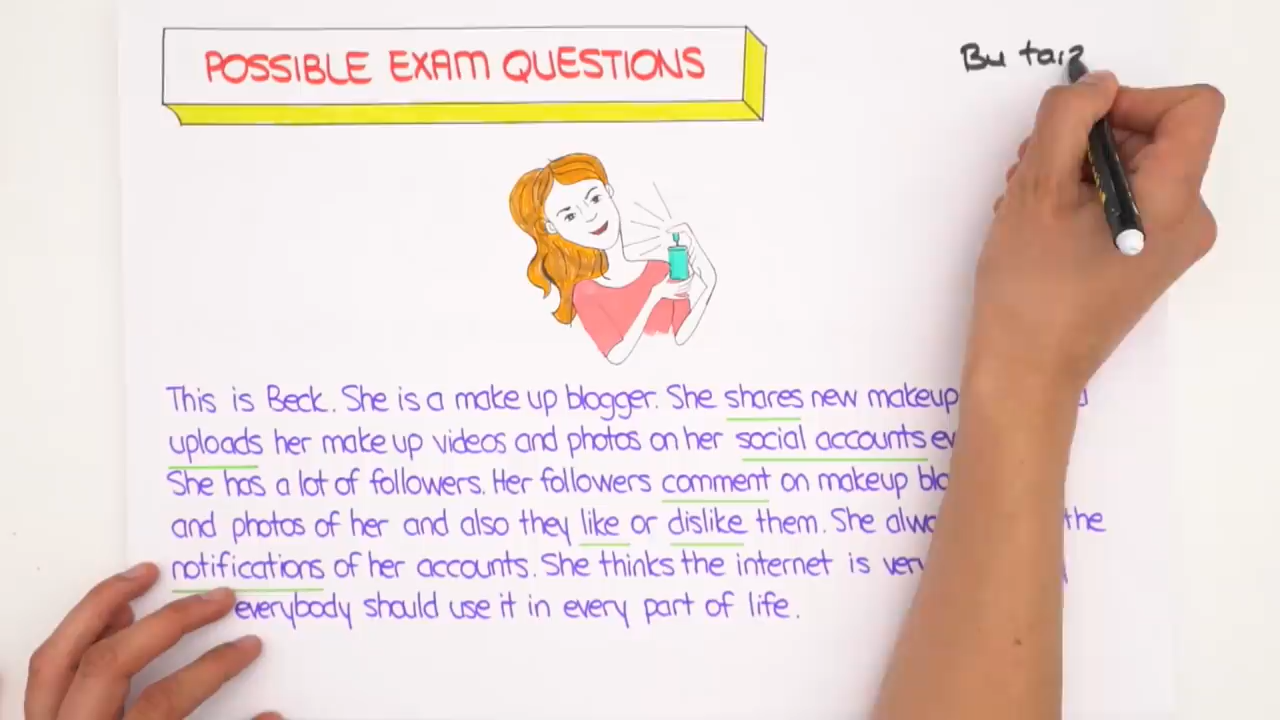 POSSIBLE EXAM QUESTIONS
Bu tarz
This is Beck. She is a make up blogger. She shares new makeup
uploads her make up videos and photos on her social accounts
She has a lot of followers. Her followers comment on makeup
and photos of her and also they like or dislike them. She the
notifications of her accounts. She thinks the internet is
everybody should use it in every part of life.